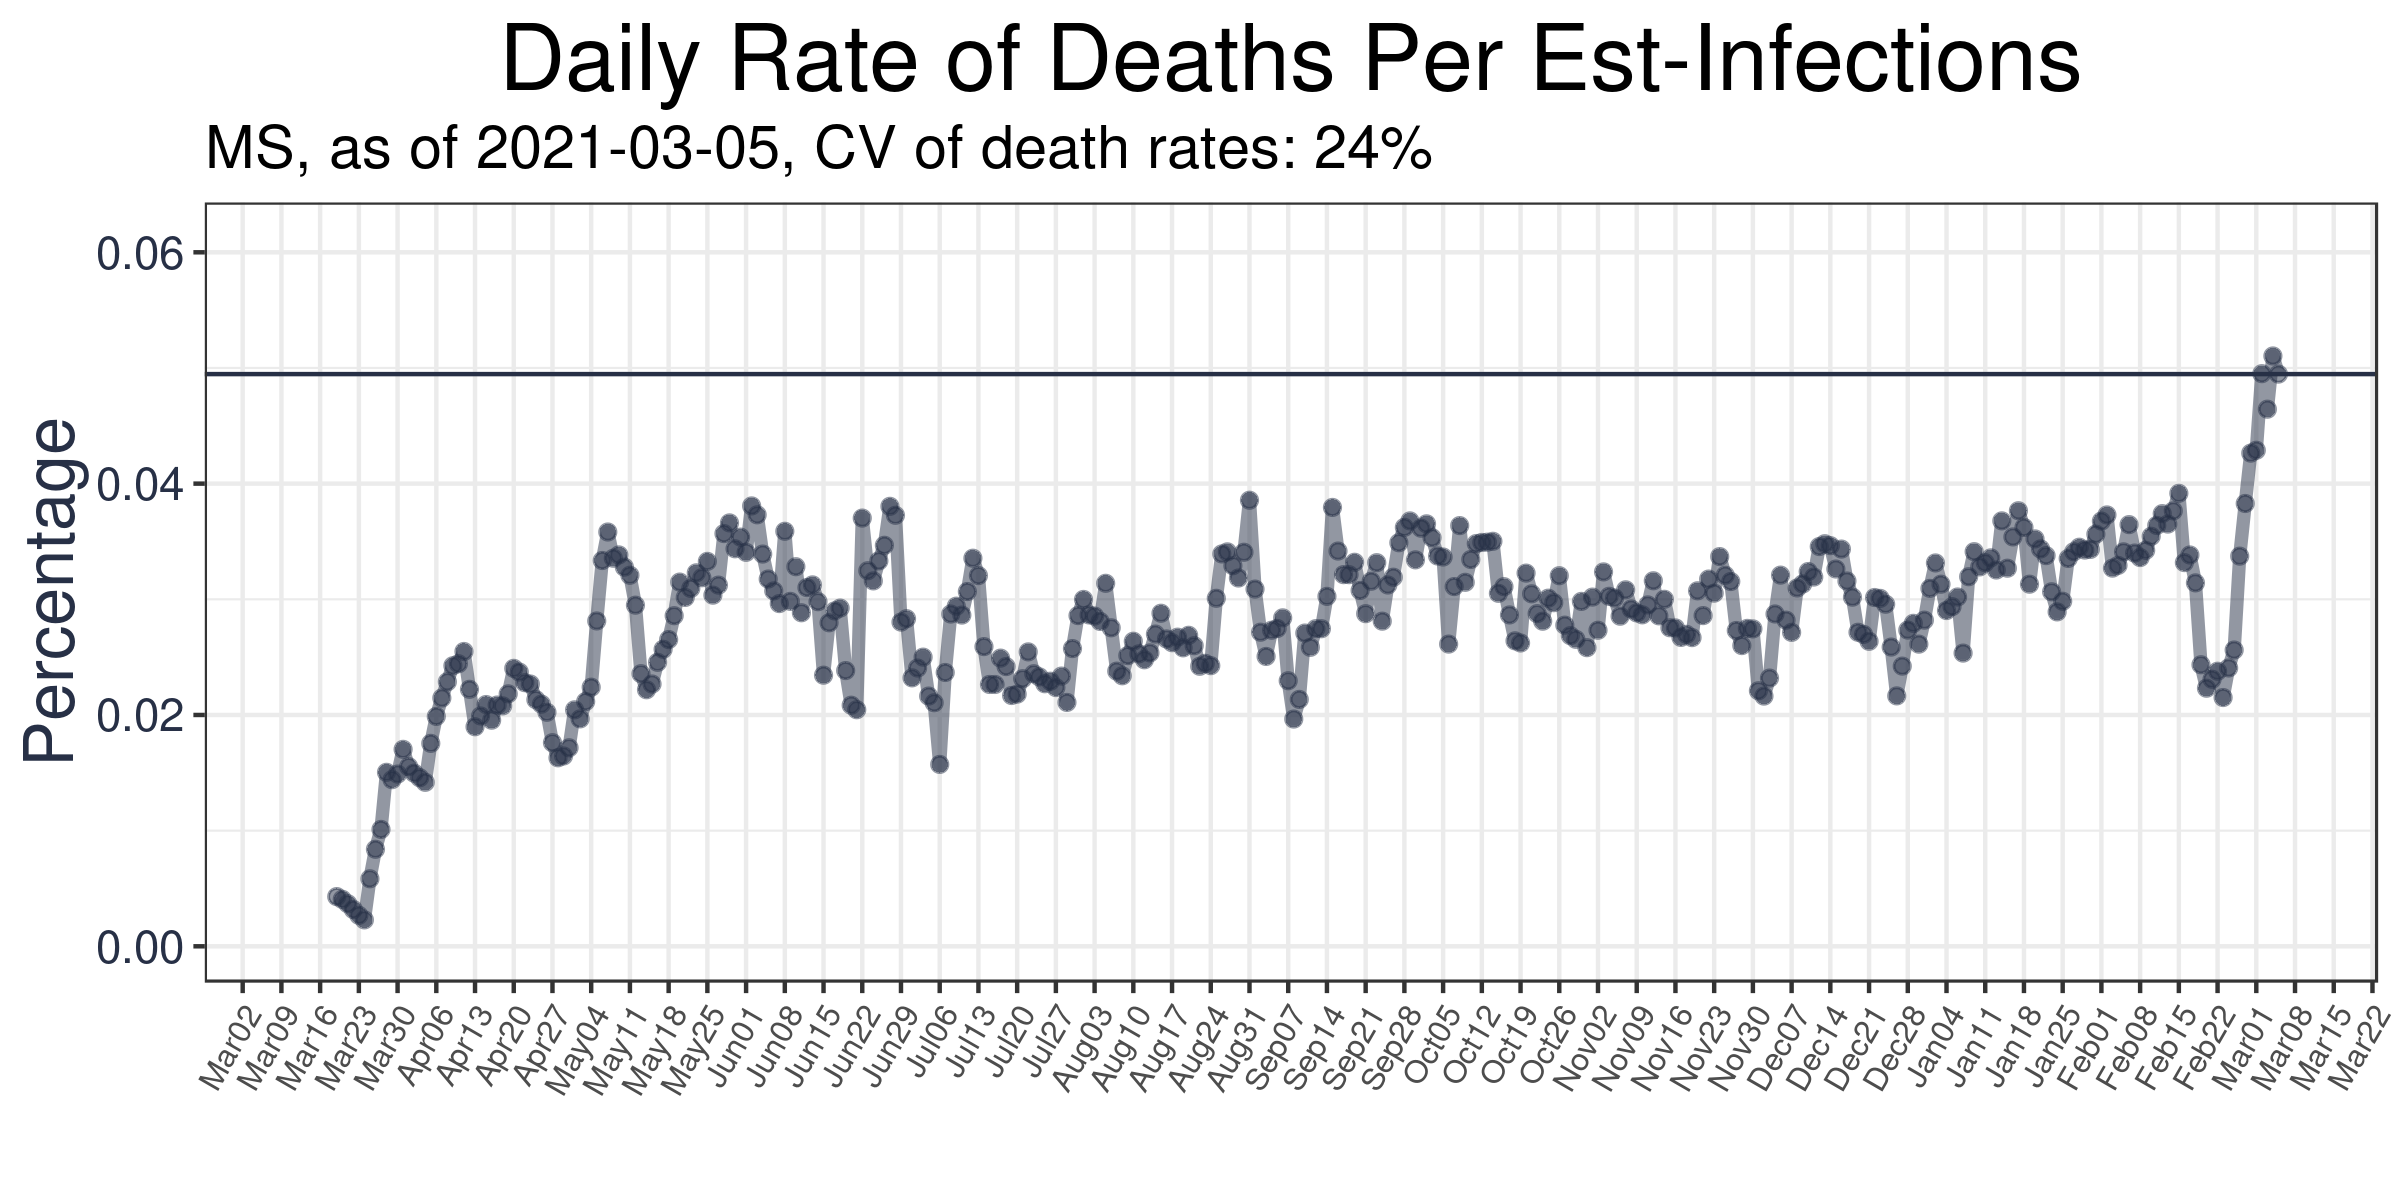 Daily Rate of Deaths Per Est-Infections
MS, as of 2021-03-05, CV of death rates: 24%
Percentage
0.06
0.04
0.02
0.00
Mar02
Mar09
Mar16
Mar23
Mar30
Apr06
Apr13
Apr20
Apr27
May04
May11
May18
May25
Jun01
Jun08
Jun15
Jun22
Jun29
Jul06
Jul13
Jul20
Jul27
Aug03
Aug10
Aug17
Aug24
Aug31
Sep07
Sep14
Sep21
Sep28
Oct05
Oct12
Oct19
Oct26
Nov02
Nov09
Nov16
Nov23
Nov30
Dec07
Dec14
Dec21
Dec28
Jan04
Jan11
Jan18
Jan25
Feb01
Feb08
Feb15
Feb22
Mar01
Mar08
Mar15
Mar22